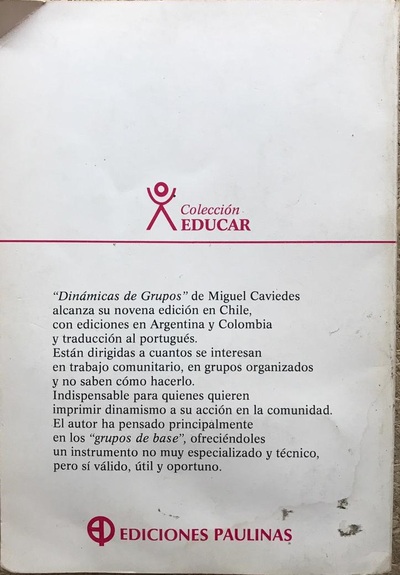 Colección
EDUCAR
"Dinámicas de Grupos" de Miguel Caviedes
alcanza su novena edición en Chile,
con ediciones en Argentina y Colombia
y traducción al portugués.
Están dirigidas a cuantos se interesan
en trabajo comunitario, en grupos organizados
y no saben cómo hacerlo.
Indispensable para quienes quieren
imprimir dinamismo a su acción en la comunidad.
El autor ha pensado principalmente
en los "grupos de base", ofreciéndoles
un instrumento no muy especializado y técnico,
pero sí válido, útil y oportuno.
EP EDICIONES PAULINAS